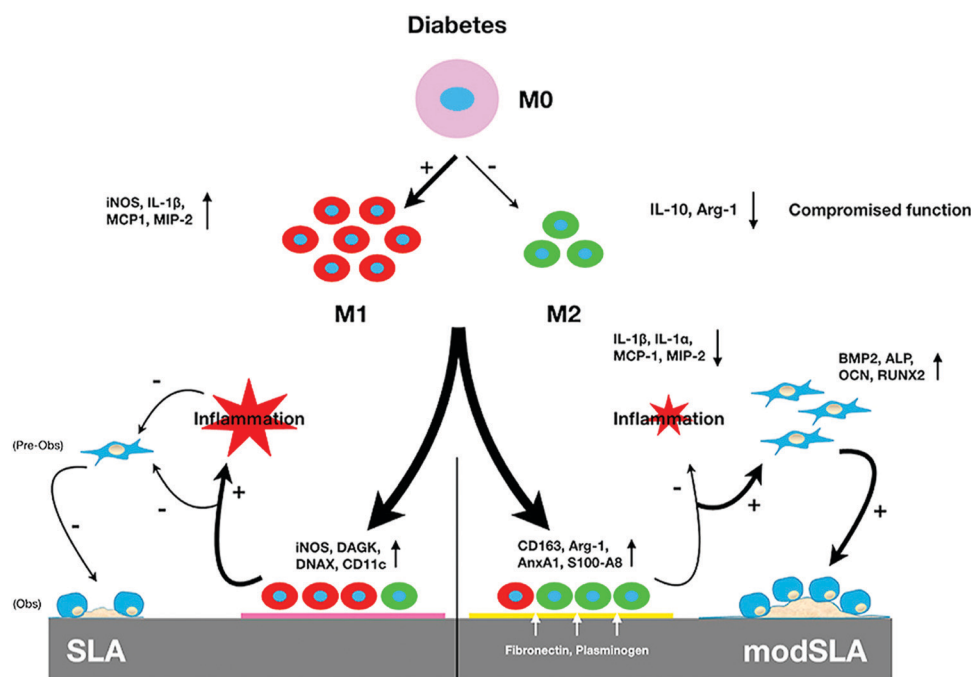 Diabetes
M0
+
-
iNOS, IL-1β,
MCP1, MIP-2
IL-10, Arg-1
Compromised function
M1
M2
IL-1β, IL-1α,
MCP-1, MIP-2
BMP2, ALP,
OCN, RUNX2
-
Inflammation
Inflammation
(Pre-Obs)
-
+
-
-
+
+
iNOS, DAGK,
DNAX, CD11c
CD163, Arg-1,
AnxA1, S100-A8
(Obs)
SLA
Fibronectin, Plasminogen
modSLA